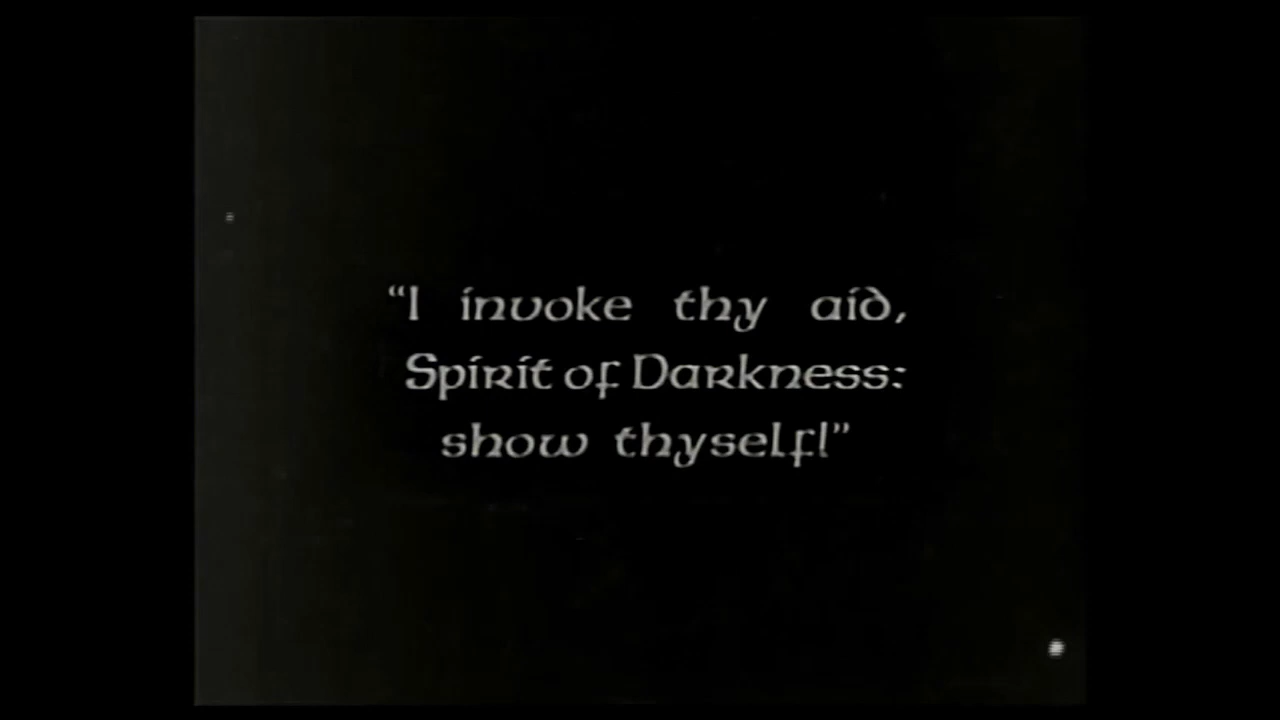 “I invoke thy aid,
Spirit of Darkness:
show thyself!”